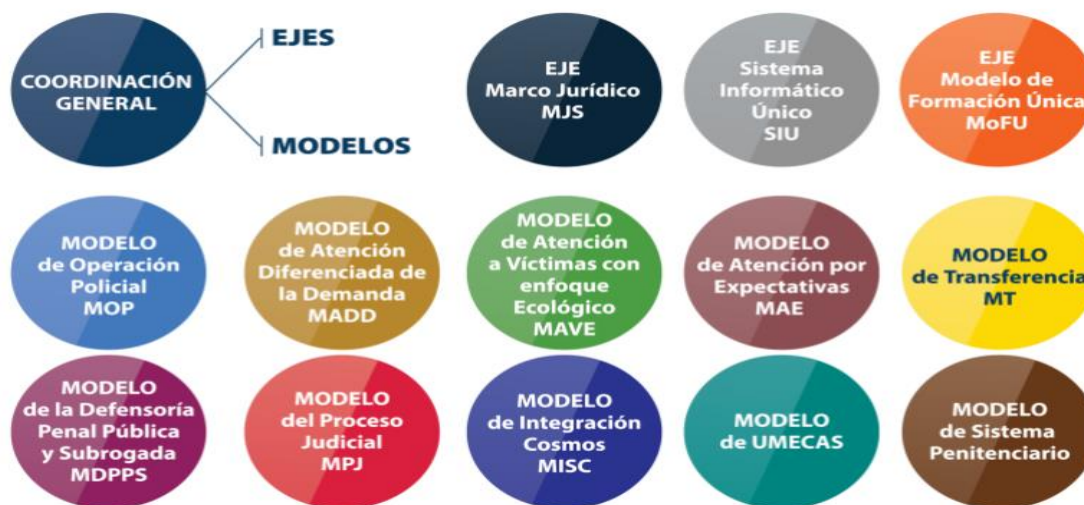 COORDINACIÓN
GENERAL
EJES
MODELOS
EJE
Marco Jurídico
MJS
EJE
Sistema
Informático
Único
SIU
EJE
Modelo de
Formación Única
MoFU
MODELO
de Operación
Policial
MOP
MODELO
de Atención
Diferenciada de
la Demanda
MADD
MODELO
de Atención
a Víctimas con
enfoque
Ecológico
MAVE
MODELO
de Atención por
Expectativas
MAE
MODELO
de Transferencia
MT
MODELO
de la Defensoría
Penal Pública
y Subrogada
MDPPS
MODELO
del Proceso
Judicial
MPJ
MODELO
de Integración
Cosmos
MISC
MODELO
de UMECAS
MODELO
de Sistema
Penitenciario